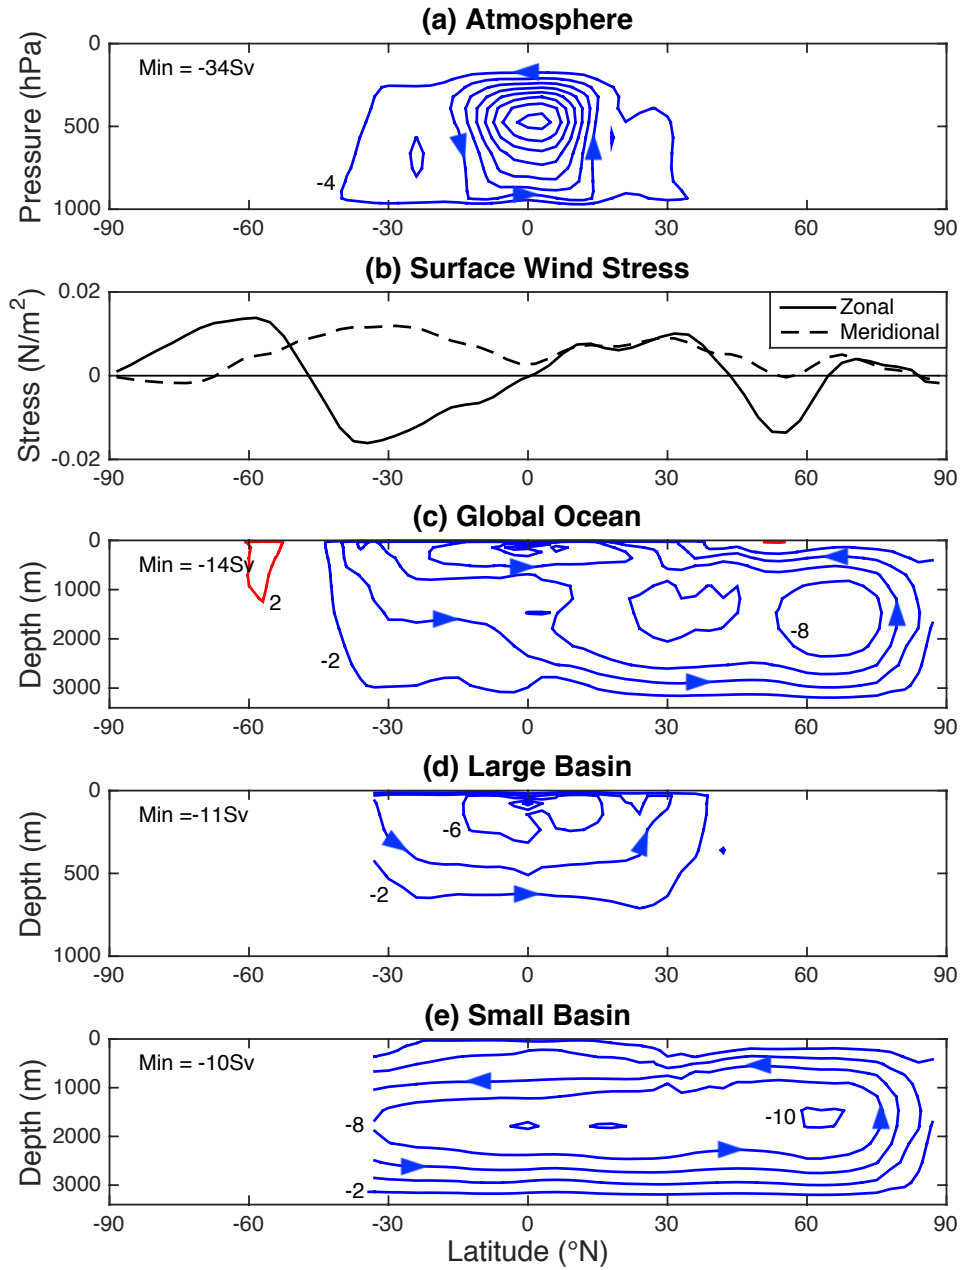 (a) Atmosphere
Pressure (hPa)
0
500
1000
Min = -34Sv
-4
-90 -60 -30 0 30 60 90
(b) Surface Wind Stress
Stress (N/m²)
0.02
0
-0.02
Zonal
Meridional
-90 -60 -30 0 30 60 90
(c) Global Ocean
Depth (m)
0
1000
2000
3000
Min = -14Sv
2
-2
-8
-90 -60 -30 0 30 60 90
(d) Large Basin
Depth (m)
0
500
1000
Min =-11Sv
-6
-2
-90 -60 -30 0 30 60 90
(e) Small Basin
Depth (m)
0
1000
2000
3000
Min = -10Sv
-8
-10
-2
-90 -60 -30 0 30 60 90
Latitude (°N)